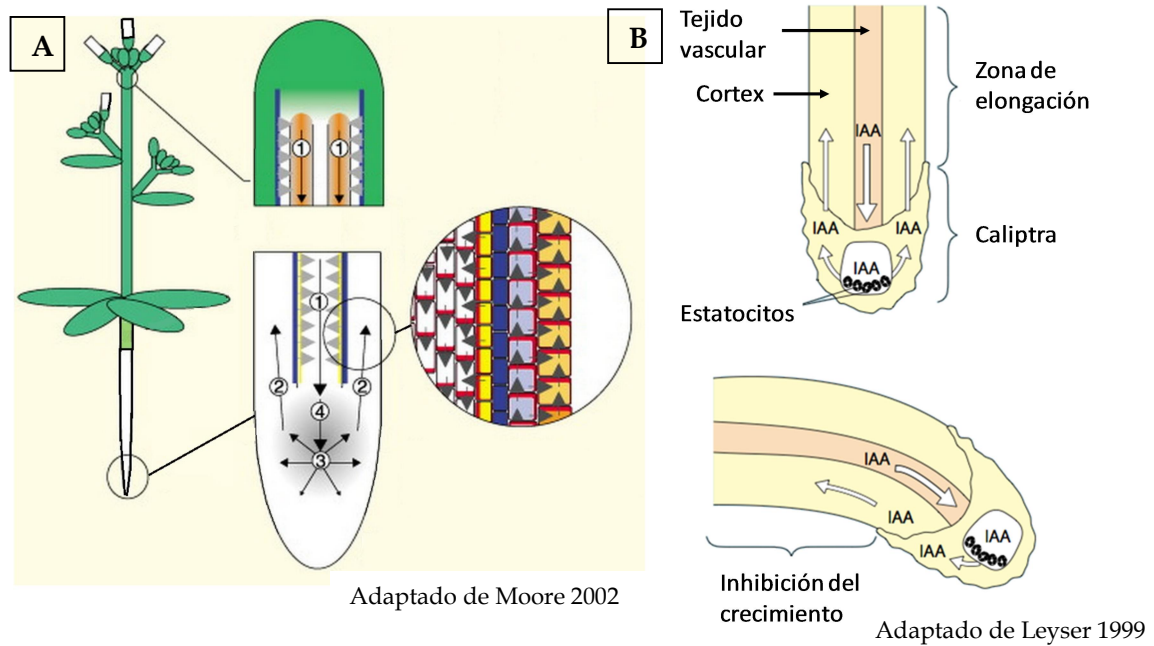 A
1
1
1
2
2
4
3
Adaptado de Moore 2002
B
Tejido
vascular
Cortex
Zona de
elongación
IAA
IAA
IAA
Caliptra
IAA
Estatocitos
IAA
IAA
IAA
IAA
Inhibición del
crecimiento
Adaptado de Leyser 1999